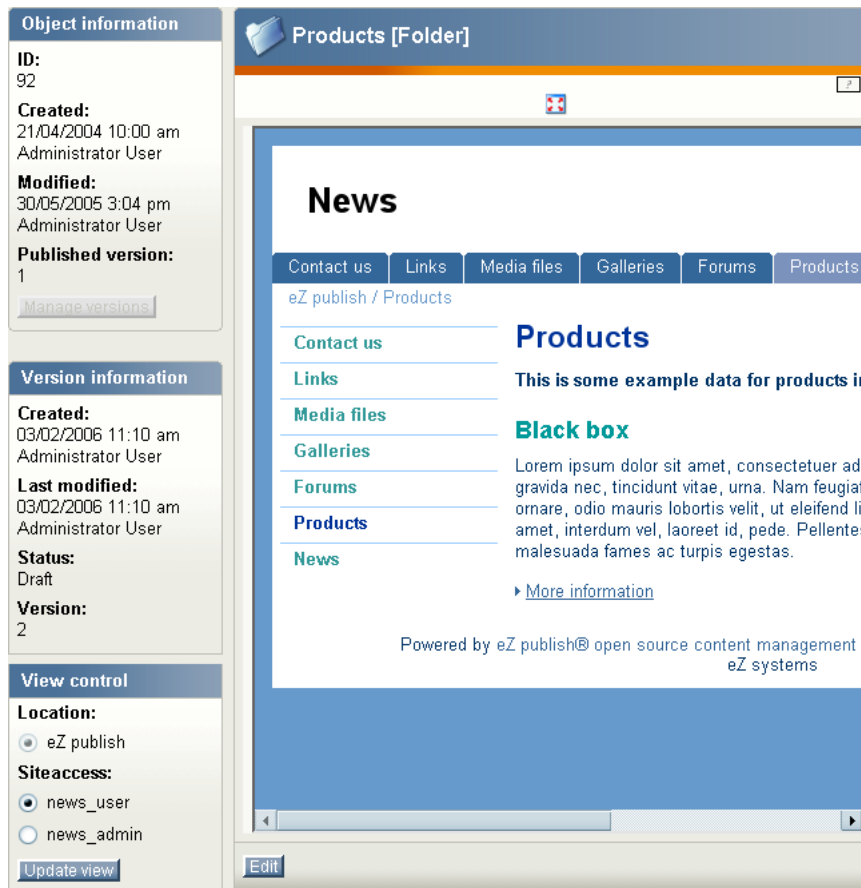 Object information
ID:
92
Created:
21/04/2004 10:00 am
Administrator User
Modified:
30/05/2005 3:04 pm
Administrator User
Published version:
1
Manage versions
Version information
Created:
03/02/2006 11:10 am
Administrator User
Last modified:
03/02/2006 11:10 am
Administrator User
Status:
Draft
Version:
2
View control
Location:
eZ publish
Siteaccess:
news_user
news_admin
Update view
Products [Folder]
?
News
Contact us Links Media files Galleries Forums Products
eZ publish / Products
Contact us
Links
Media files
Galleries
Forums
Products
News
Products
This is some example data for products in
Black box
Lorem ipsum dolor sit amet, consectetuer ad
gravida nec, tincidunt vitae, urna. Nam feugiat
ornare, odio mauris lobortis velit, ut eleifend li
amet, interdum vel, laoreet id, pede. Pellentes
malesuada fames ac turpis egestas.
More information
Powered by eZ publish® open source content management
eZ systems
Edit